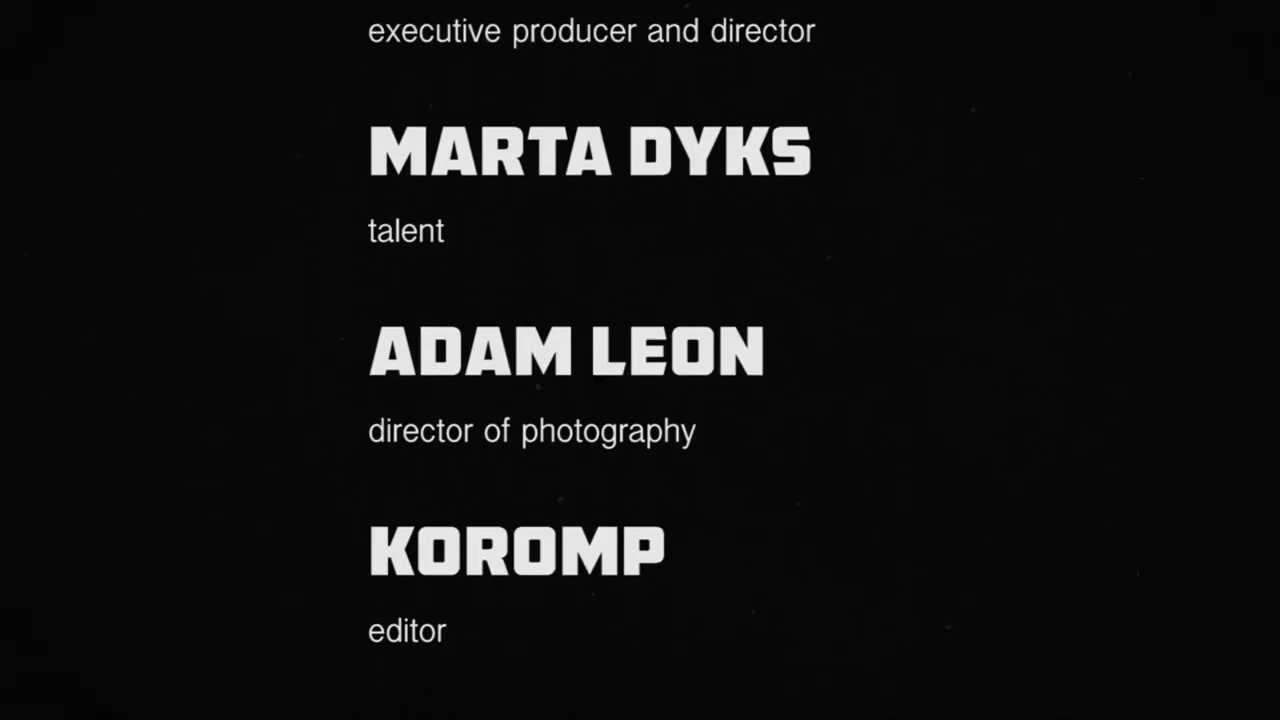 executive producer and director
MARTA DYKS
talent
ADAM LEON
director of photography
KOROMP
editor